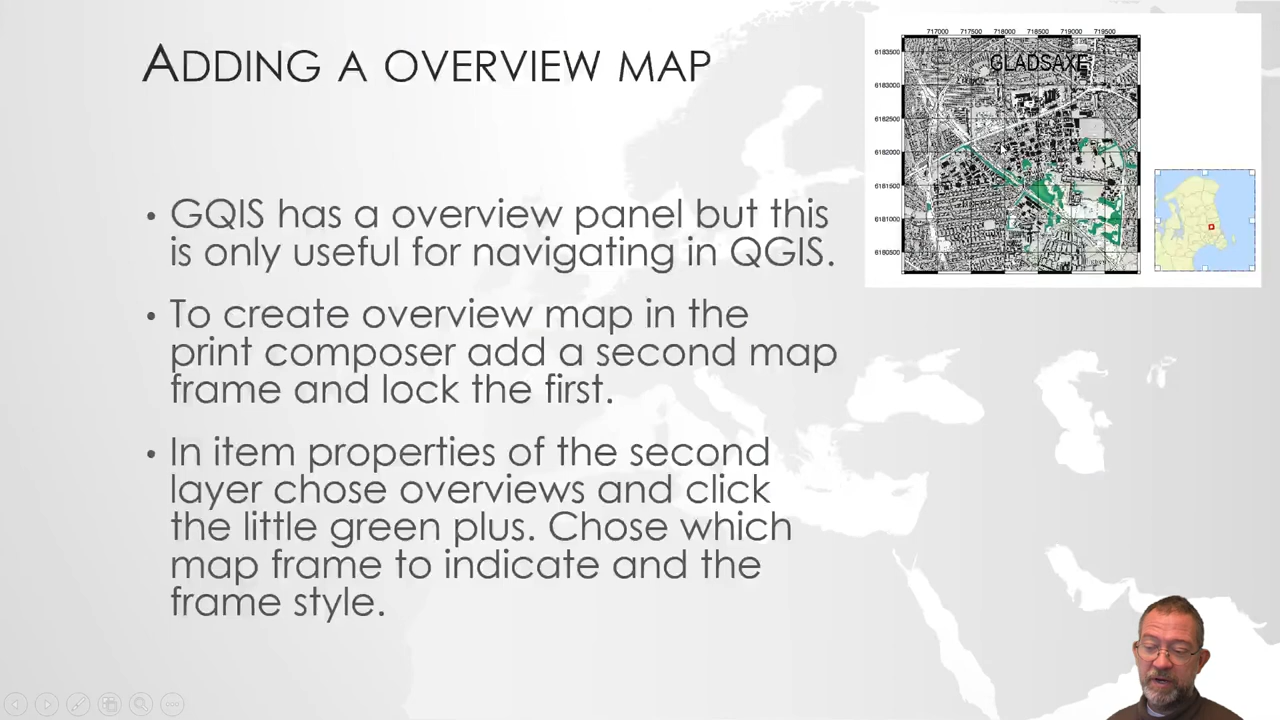 ADDING A OVERVIEW MAP
• GQIS has a overview panel but this
is only useful for navigating in QGIS.
• To create overview map in the
print composer add a second map
frame and lock the first.
• In item properties of the second
layer chose overviews and click
the little green plus. Chose which
map frame to indicate and the
frame style.
717000 717500 718000 718500 719000 719500
GLADSAXE
6183500
6183000
6182500
6182000
6181500
6181000
6180500